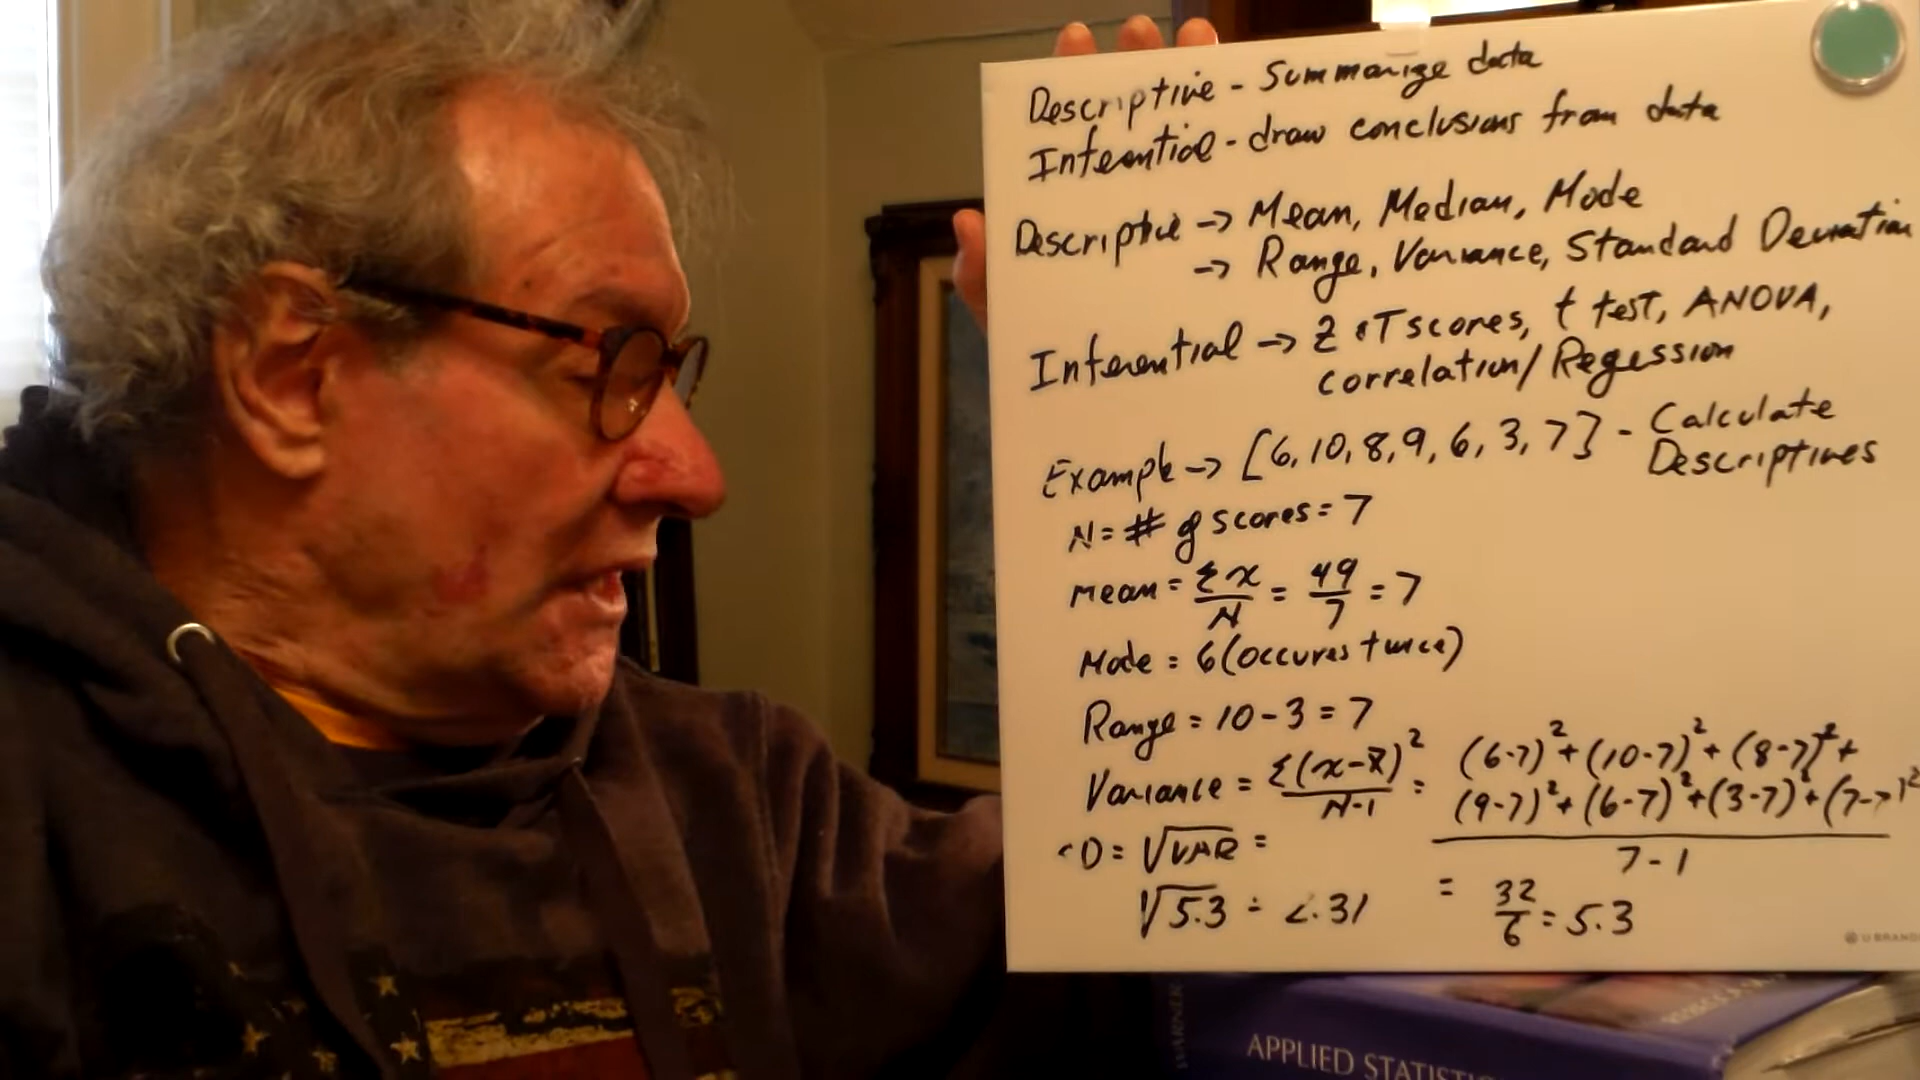 Descriptive - Summarize data
Inferential - draw conclusions from data
Descriptive → Mean, Median, Mode
→ Range, Variance, Standard Deviation
Inferential → Z + T scores, t test, ANOVA,
correlation/Regression
Example → [6, 10, 8, 9, 6, 3, 7] - Calculate
Descriptives
N = # of scores = 7
mean = Σx/N = 49/7 = 7
Mode = 6 (occures twice)
Range = 10 - 3 = 7
Variance = Σ(x-x̄)²/N-1 = (6-7)² + (10-7)² + (8-7)² +
(9-7)² + (6-7)² + (3-7)² + (7-7)²
7 - 1
= 32/6 = 5.3
SD = √VAR =
√5.3 = 2.31
U BRANDS
WARNER
APPLIED STATISTIC